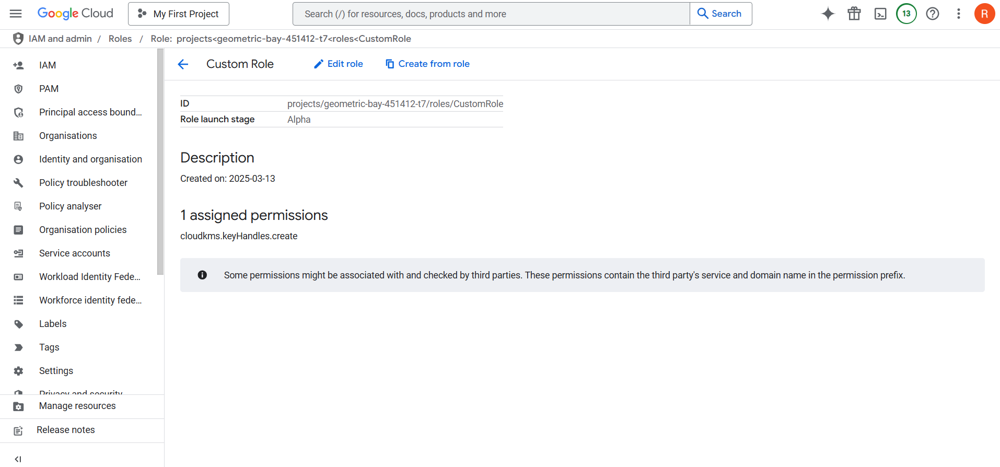 Google Cloud
My First Project
Search (/) for resources, docs, products and more
Search
13
R
IAM and admin / Roles / Role: projects<geometric-bay-451412-t7<roles<CustomRole
IAM
PAM
Principal access bound...
Organisations
Identity and organisation
Policy troubleshooter
Policy analyser
Organisation policies
Service accounts
Workload Identity Fede...
Workforce identity fede...
Labels
Tags
Settings
Privacy and security
Manage resources
Release notes
Custom Role
Edit role
Create from role
ID projects/geometric-bay-451412-t7/roles/CustomRole
Role launch stage Alpha
Description
Created on: 2025-03-13
1 assigned permissions
cloudkms.keyHandles.create
Some permissions might be associated with and checked by third parties. These permissions contain the third party's service and domain name in the permission prefix.